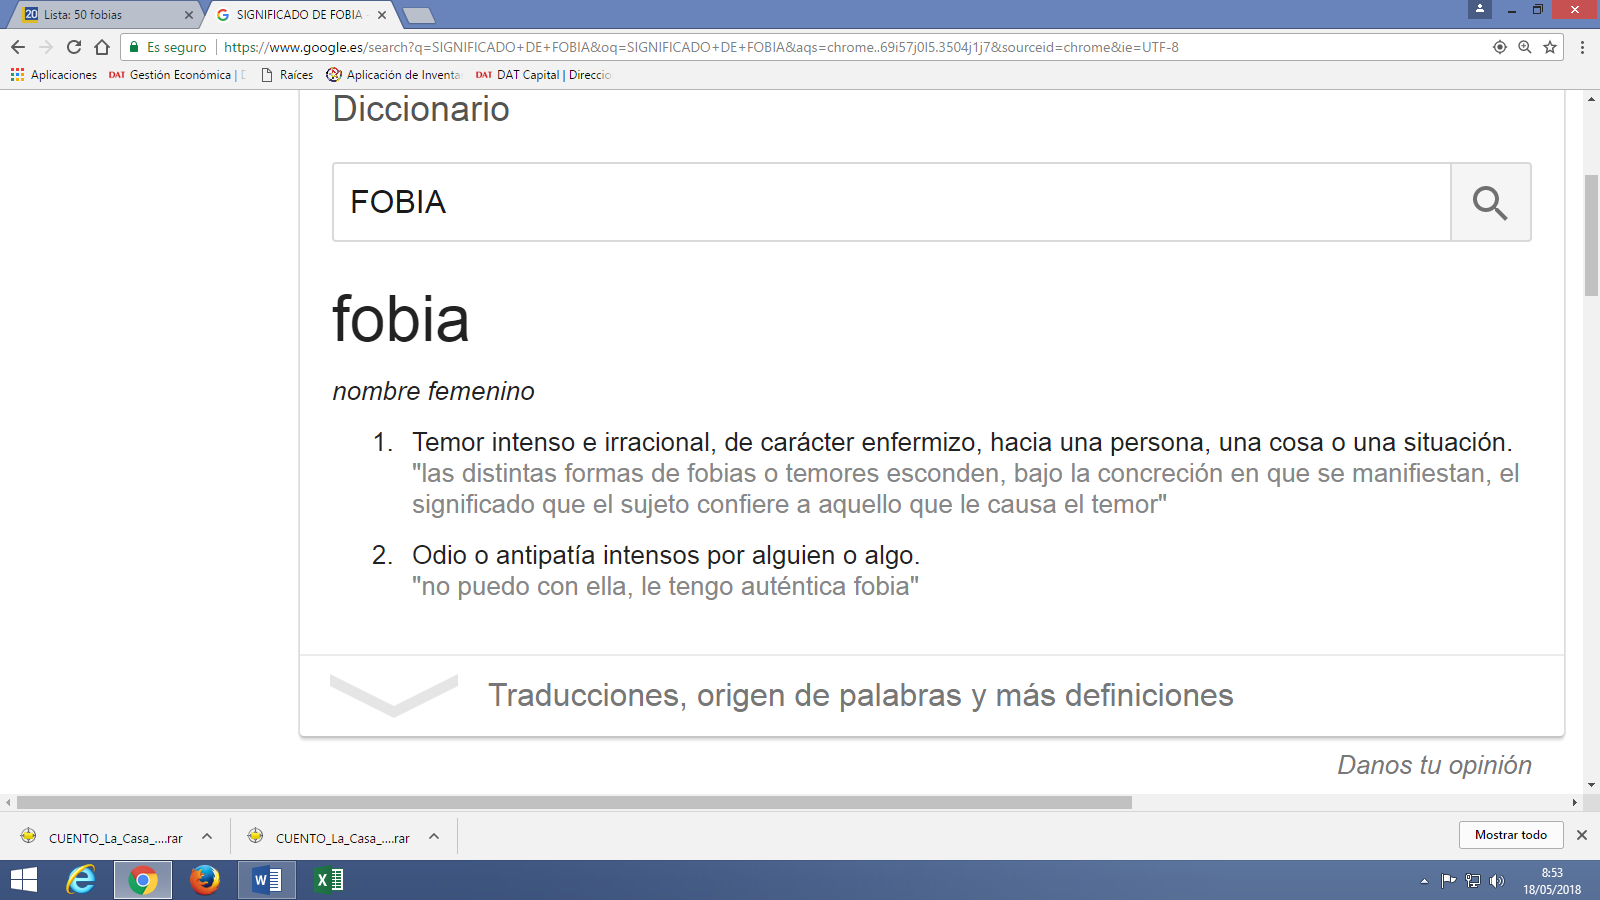 20 Lista: 50 fobias
SIGNIFICADO DE FOBIA -
Es seguro
https://www.google.es/search?q=SIGNIFICADO+DE+FOBIA&oq=SIGNIFICADO+DE+FOBIA&aqs=chrome..69i57j0l5.3504j1j7&sourceid=chrome&ie=UTF-8
Aplicaciones DAT Gestión Económica | D Raíces Aplicación de Inventa DAT DAT Capital | Direccio
Diccionario
FOBIA
fobia
nombre femenino
1. Temor intenso e irracional, de carácter enfermizo, hacia una persona, una cosa o una situación.
"las distintas formas de fobias o temores esconden, bajo la concreción en que se manifiestan, el
significado que el sujeto confiere a aquello que le causa el temor"
2. Odio o antipatía intensos por alguien o algo.
"no puedo con ella, le tengo auténtica fobia"
Traducciones, origen de palabras y más definiciones
Danos tu opinión
CUENTO_La_Casa_....rar CUENTO_La_Casa_....rar Mostrar todo
8:53
18/05/2018